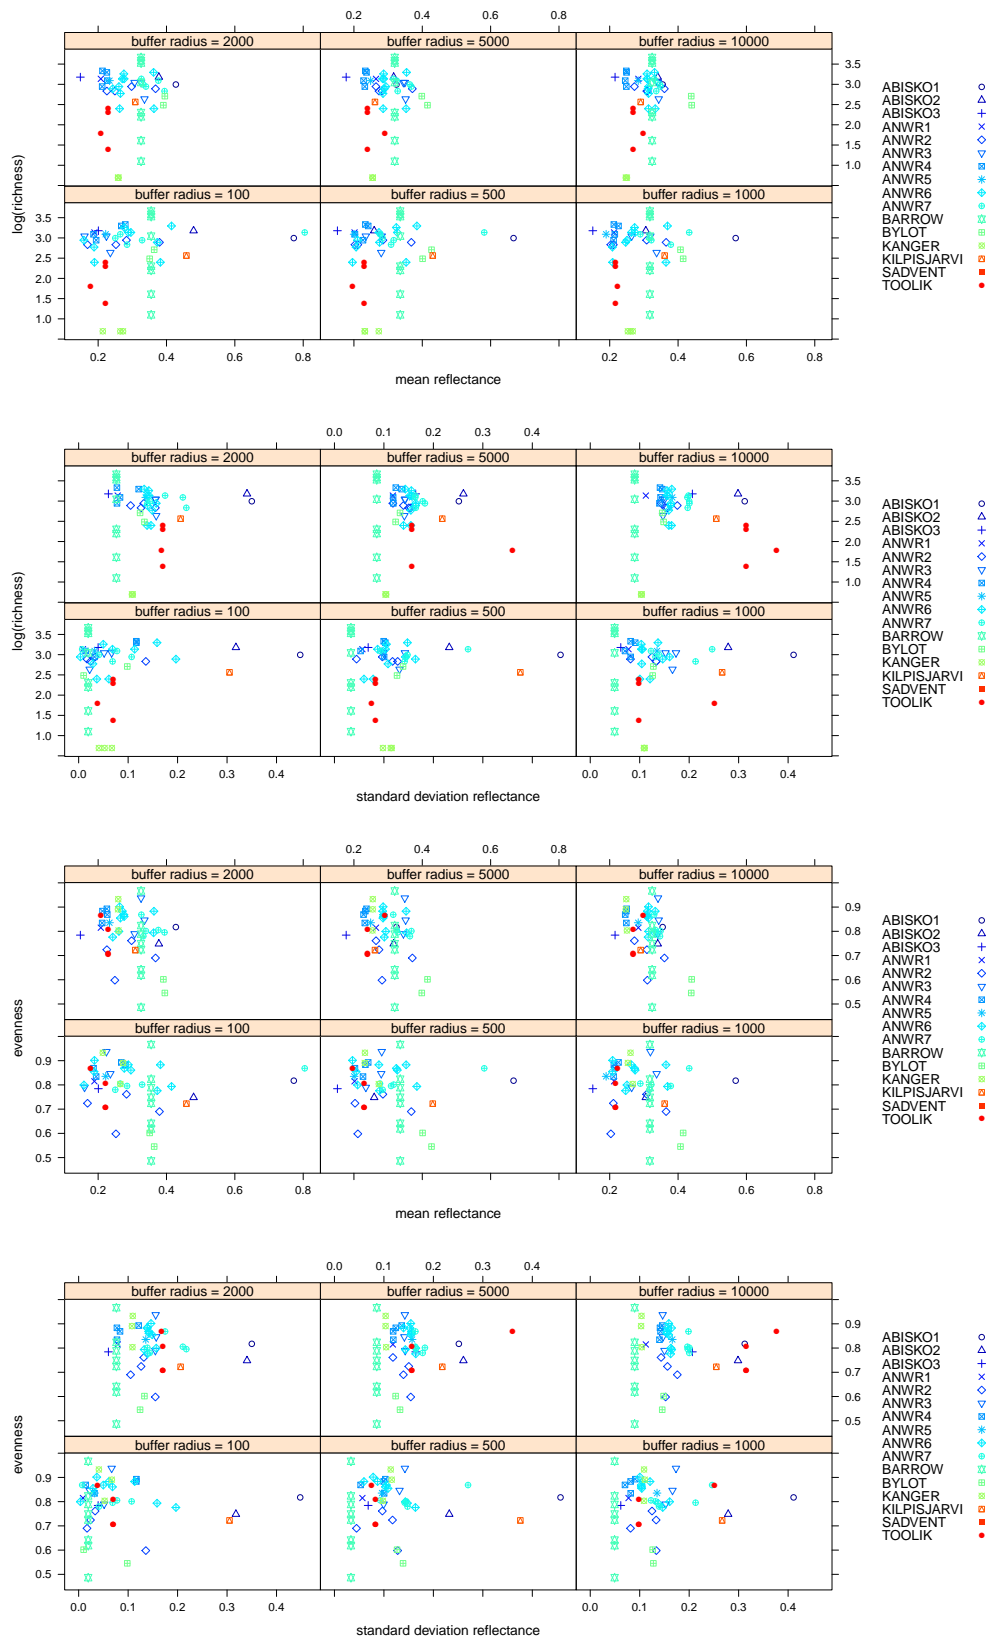 0.2 0.4 0.6 0.8
buffer radius = 2000 buffer radius = 5000 buffer radius = 10000
3.5
3.0
2.5
2.0
1.5
1.0
buffer radius = 100 buffer radius = 500 buffer radius = 1000
3.5
3.0
2.5
2.0
1.5
1.0
log(richness)
0.2 0.4 0.6 0.8 0.2 0.4 0.6 0.8
mean reflectance
ABISKO1
ABISKO2
ABISKO3
ANWR1
ANWR2
ANWR3
ANWR4
ANWR5
ANWR6
ANWR7
BARROW
BYLOT
KANGER
KILPISJARVI
SADVENT
TOOLIK
0.0 0.1 0.2 0.4
buffer radius = 2000 buffer radius = 5000 buffer radius = 10000
3.5
3.0
2.5
2.0
1.5
1.0
buffer radius = 100 buffer radius = 500 buffer radius = 1000
3.5
3.0
2.5
2.0
1.5
1.0
log(richness)
0.0 0.1 0.2 0.4 0.0 0.1 0.2 0.4
standard deviation reflectance
ABISKO1
ABISKO2
ABISKO3
ANWR1
ANWR2
ANWR3
ANWR4
ANWR5
ANWR6
ANWR7
BARROW
BYLOT
KANGER
KILPISJARVI
SADVENT
TOOLIK
0.2 0.4 0.6 0.8
buffer radius = 2000 buffer radius = 5000 buffer radius = 10000
0.9
0.8
0.7
0.6
0.5
buffer radius = 100 buffer radius = 500 buffer radius = 1000
0.9
0.8
0.7
0.6
0.5
evenness
0.2 0.4 0.6 0.8 0.2 0.4 0.6 0.8
mean reflectance
ABISKO1
ABISKO2
ABISKO3
ANWR1
ANWR2
ANWR3
ANWR4
ANWR5
ANWR6
ANWR7
BARROW
BYLOT
KANGER
KILPISJARVI
SADVENT
TOOLIK
0.0 0.1 0.2 0.4
buffer radius = 2000 buffer radius = 5000 buffer radius = 10000
0.9
0.8
0.7
0.6
0.5
buffer radius = 100 buffer radius = 500 buffer radius = 1000
0.9
0.8
0.7
0.6
0.5
evenness
0.0 0.1 0.2 0.4 0.0 0.1 0.2 0.4
standard deviation reflectance
ABISKO1
ABISKO2
ABISKO3
ANWR1
ANWR2
ANWR3
ANWR4
ANWR5
ANWR6
ANWR7
BARROW
BYLOT
KANGER
KILPISJARVI
SADVENT
TOOLIK